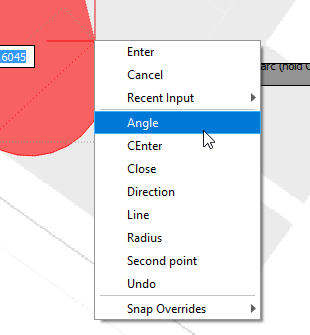 Enter
6045
Cancel
arc (hold C
Recent Input
Angle
CEnter
Close
Direction
Line
Radius
Second point
Undo
Snap Overrides